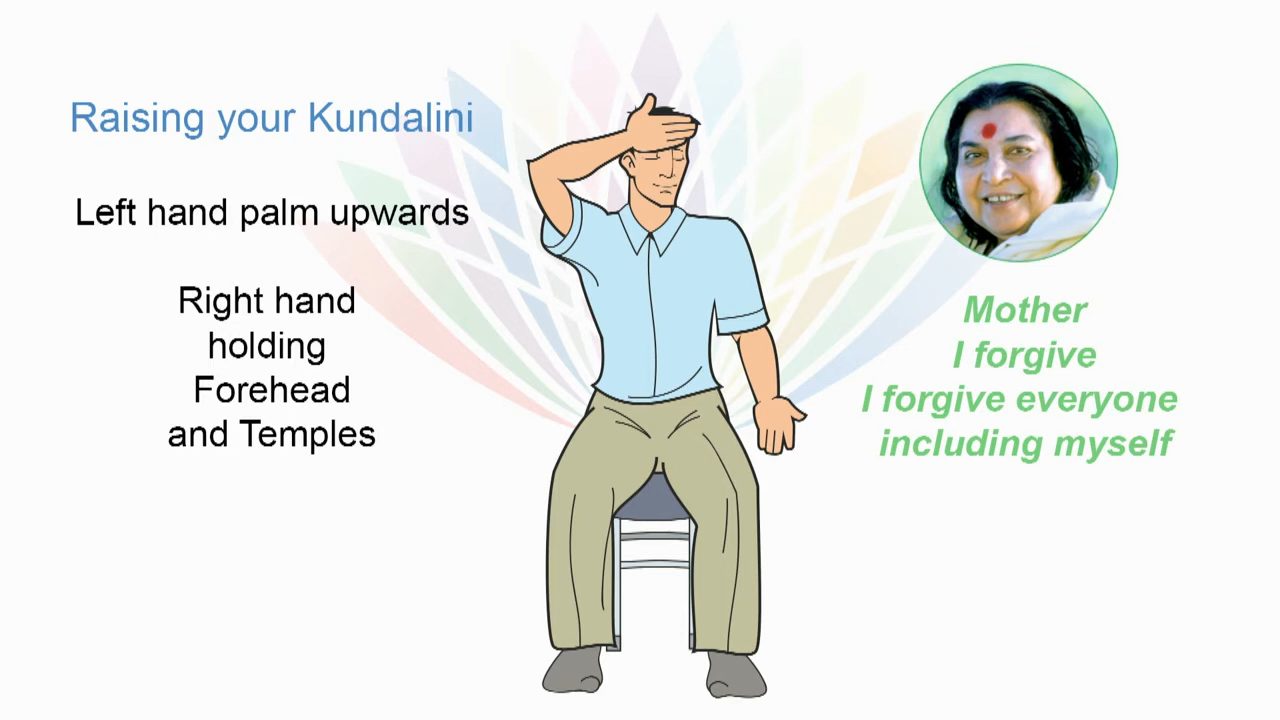 Raising your Kundalini
Left hand palm upwards
Right hand
holding
Forehead
and Temples
Mother
I forgive
I forgive everyone
including myself